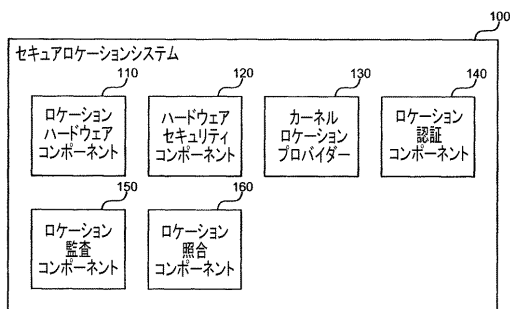 100
セキュアロケーションシステム
110
120
130
140
ロケーション
ハードウェア
コンポーネント
ハードウェア
セキュリティ
コンポーネント
カーネル
ロケーション
プロバイダー
ロケーション
認証
コンポーネント
150
160
ロケーション
監査
コンポーネント
ロケーション
照合
コンポーネント